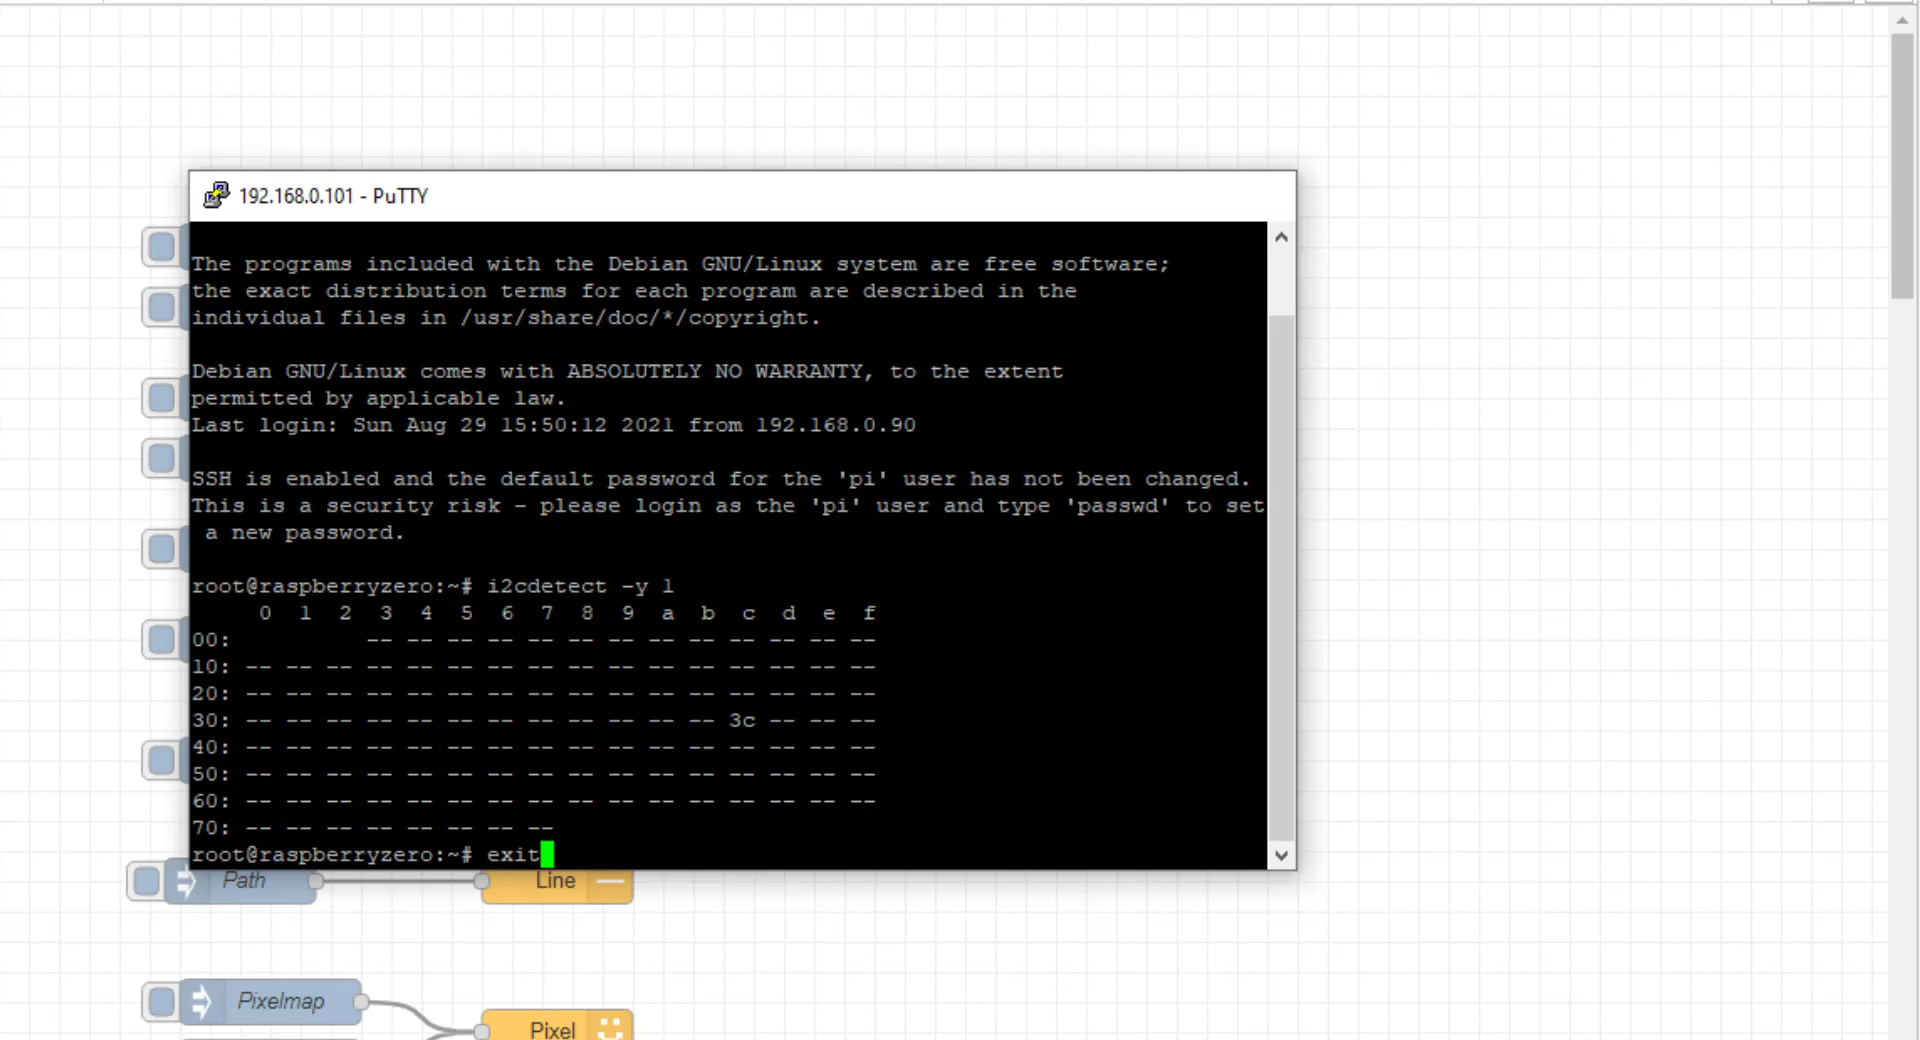 192.168.0.101 - PuTTY
The programs included with the Debian GNU/Linux system are free software;
the exact distribution terms for each program are described in the
individual files in /usr/share/doc/*/copyright.
Debian GNU/Linux comes with ABSOLUTELY NO WARRANTY, to the extent
permitted by applicable law.
Last login: Sun Aug 29 15:50:12 2021 from 192.168.0.90
SSH is enabled and the default password for the 'pi' user has not been changed.
This is a security risk - please login as the 'pi' user and type 'passwd' to set
 a new password.
root@raspberryzero:~# i2cdetect -y 1
     0  1  2  3  4  5  6  7  8  9  a  b  c  d  e  f
00:          -- -- -- -- -- -- -- -- -- -- -- -- --
10: -- -- -- -- -- -- -- -- -- -- -- -- -- -- -- --
20: -- -- -- -- -- -- -- -- -- -- -- -- -- -- -- --
30: -- -- -- -- -- -- -- -- -- -- -- -- 3c -- -- --
40: -- -- -- -- -- -- -- -- -- -- -- -- -- -- -- --
50: -- -- -- -- -- -- -- -- -- -- -- -- -- -- -- --
60: -- -- -- -- -- -- -- -- -- -- -- -- -- -- -- --
70: -- -- -- -- -- -- -- --
root@raspberryzero:~# exit
Path
Line
Pixelmap
Pixel